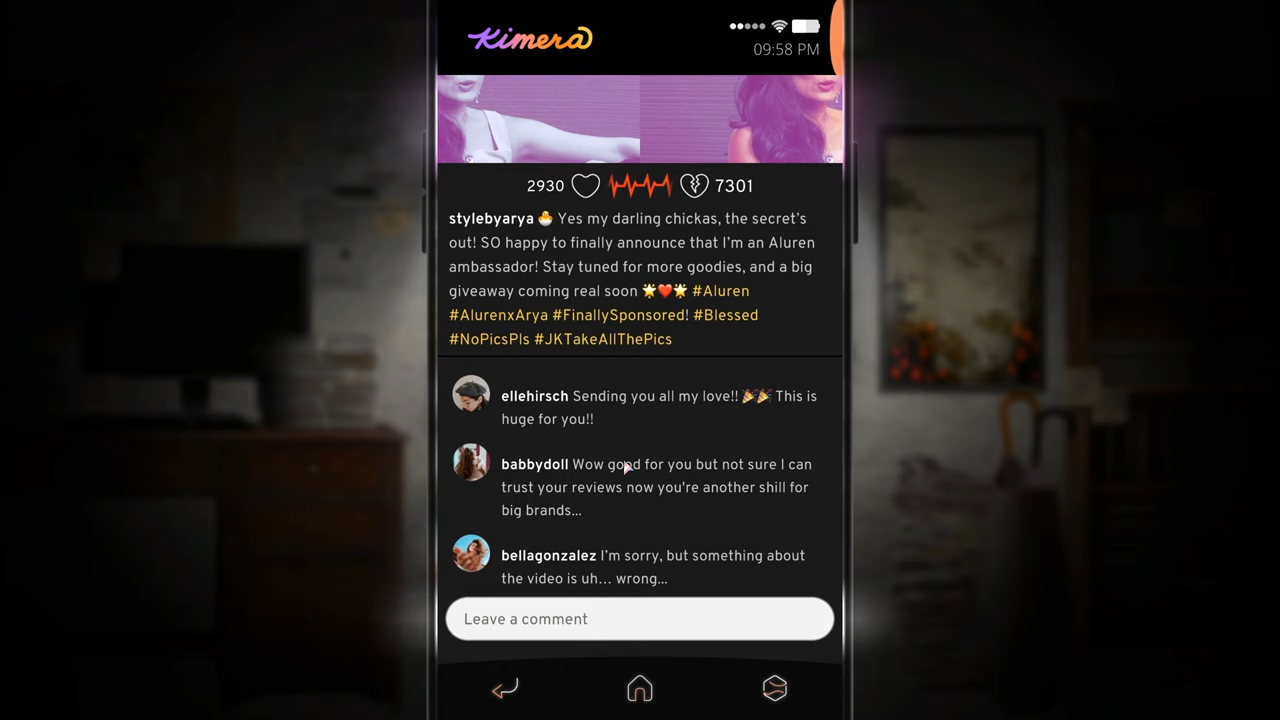 Kimera
09:58 PM
2930 7301
stylebyarya 🐣 Yes my darling chickas, the secret's
out! SO happy to finally announce that I'm an Aluren
ambassador! Stay tuned for more goodies, and a big
giveaway coming real soon 🌟❤️🌟 #Aluren
#AlurenxArya #FinallySponsored! #Blessed
#NoPicsPls #JKTakeAllThePics
ellehirsch Sending you all my love!! 🎉🎉 This is
huge for you!!
babbydoll Wow good for you but not sure I can
trust your reviews now you're another shill for
big brands...
bellagonzalez I'm sorry, but something about
the video is uh... wrong...
Leave a comment